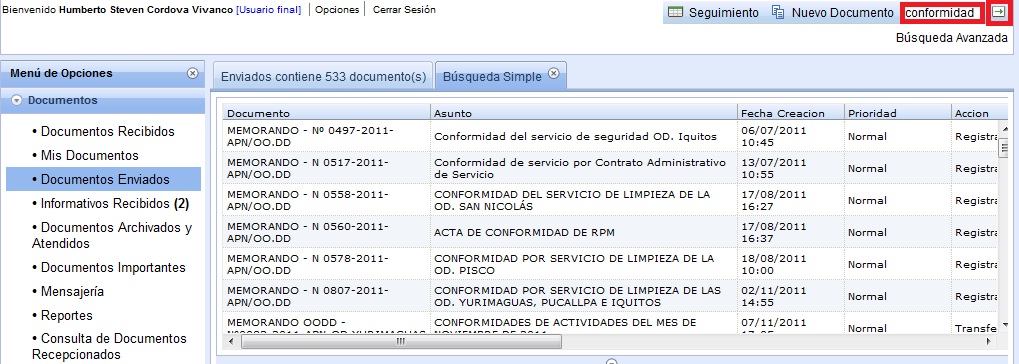 Bienvenido Humberto Steven Cordova Vivanco [Usuario final] | Opciones | Cerrar Sesión
Seguimiento Nuevo Documento conformidad
Búsqueda Avanzada
Menú de Opciones
Documentos
• Documentos Recibidos
• Mis Documentos
• Documentos Enviados
• Informativos Recibidos (2)
• Documentos Archivados y
Atendidos
• Documentos Importantes
• Mensajería
• Reportes
• Consulta de Documentos
Recepcionados
Enviados contiene 533 documento(s) Búsqueda Simple
Documento Asunto Fecha Creacion Prioridad Accion
MEMORANDO - Nº 0497-2011-
APN/OO.DD Conformidad del servicio de seguridad OD. Iquitos 06/07/2011
10:45 Normal Registra
MEMORANDO - N 0517-2011-
APN/OO.DD Conformidad de servicio por Contrato Administrativo
de Servicio 13/07/2011
10:55 Normal Registra
MEMORANDO - N 0558-2011-
APN/OO.DD CONFORMIDAD DEL SERVICIO DE LIMPIEZA DE LA
OD. SAN NICOLÁS 17/08/2011
16:27 Normal Registra
MEMORANDO - N 0560-2011-
APN/OO.DD ACTA DE CONFORMIDAD DE RPM 17/08/2011
16:37 Normal Registra
MEMORANDO - N 0578-2011-
APN/OO.DD CONFORMIDAD POR SERVICIO DE LIMPIEZA DE LA
OD. PISCO 18/08/2011
10:00 Normal Registra
MEMORANDO - N 0807-2011-
APN/OO.DD CONFORMIDAD POR SERVICIO DE LIMPIEZA DE LAS
OD. YURIMAGUAS, PUCALLPA E IQUITOS 02/11/2011
14:55 Normal Registra
MEMORANDO OODD - CONFORMIDADES DE ACTIVIDADES DEL MES DE
NOVIEMBRE DE 2011 07/11/2011 Normal Transfe